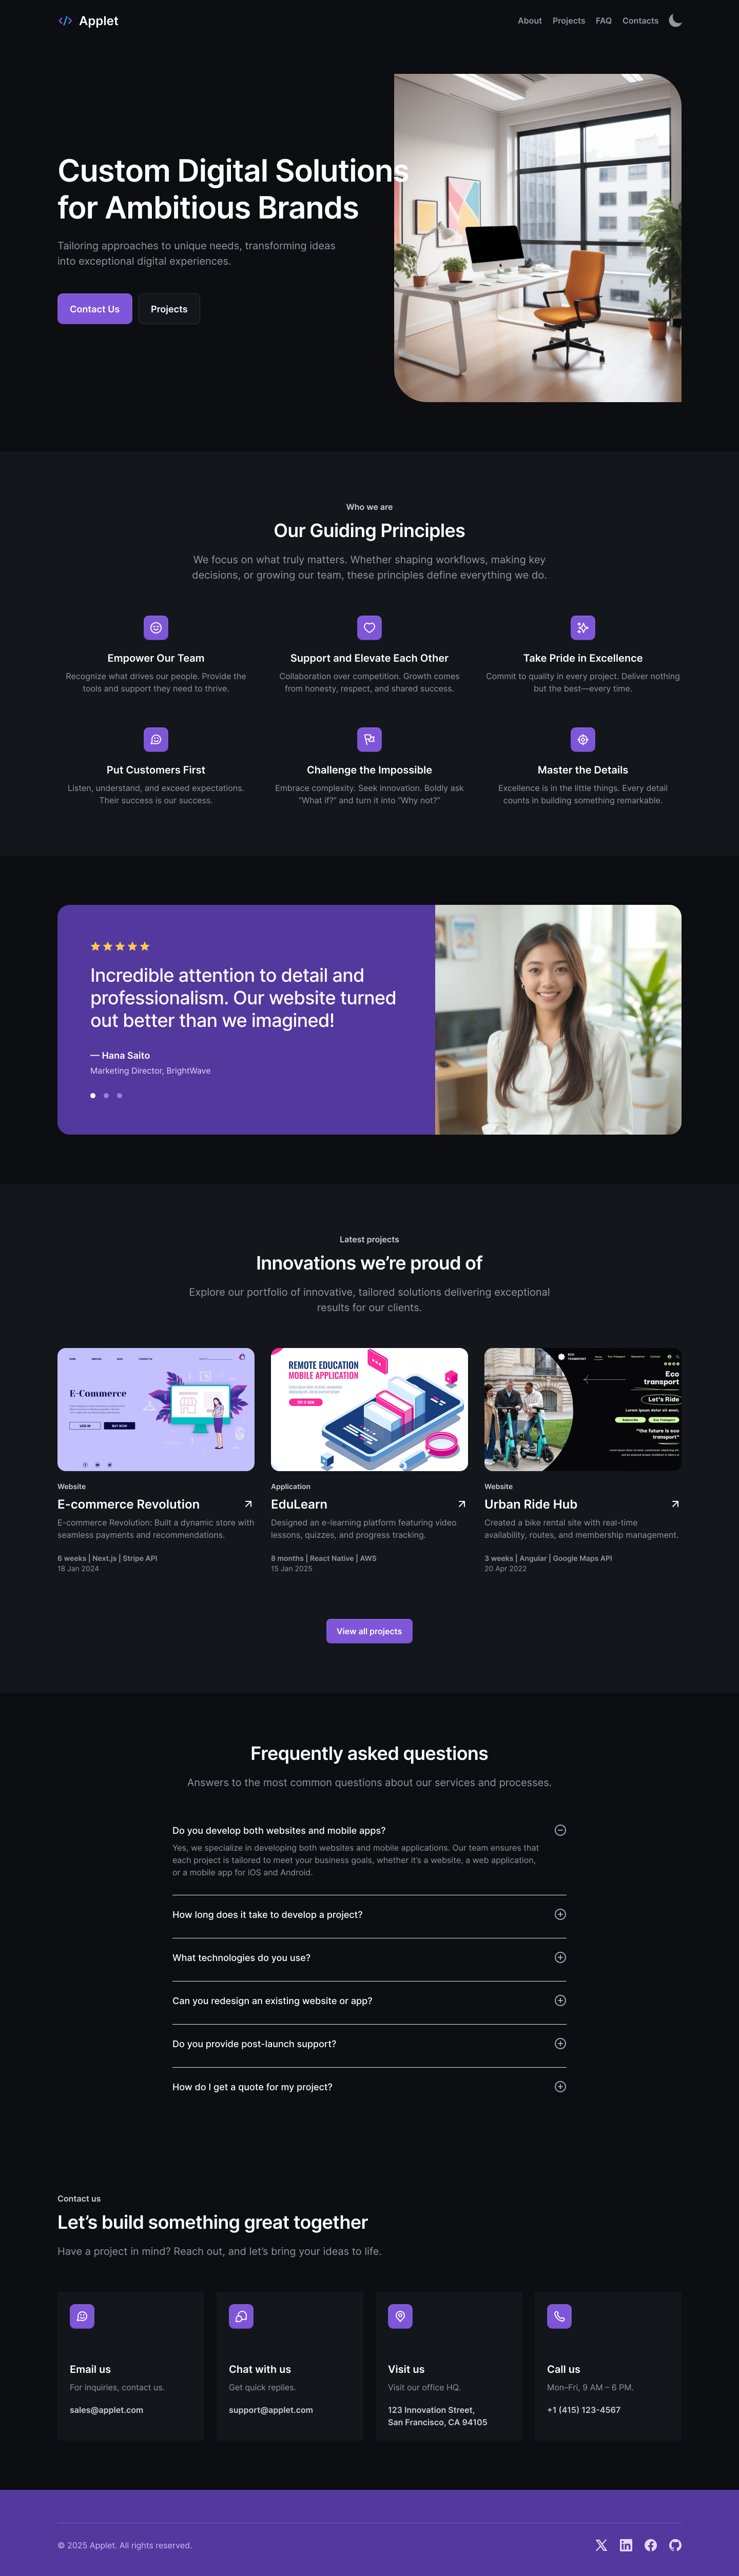 Applet
About
Projects
FAQ
Contacts
Custom Digital Solutions
for Ambitious Brands
Tailoring approaches to unique needs, transforming ideas
into exceptional digital experiences.
Contact Us
Projects
Who we are
Our Guiding Principles
We focus on what truly matters. Whether shaping workflows, making key
decisions, or growing our team, these principles define everything we do.
Empower Our Team
Recognize what drives our people. Provide the
tools and support they need to thrive.
Support and Elevate Each Other
Collaboration over competition. Growth comes
from honesty, respect, and shared success.
Take Pride in Excellence
Commit to quality in every project. Deliver nothing
but the best—every time.
Put Customers First
Listen, understand, and exceed expectations.
Their success is our success.
Challenge the Impossible
Embrace complexity. Seek innovation. Boldly ask
“What if?” and turn it into “Why not?”
Master the Details
Excellence is in the little things. Every detail
counts in building something remarkable.
Incredible attention to detail and
professionalism. Our website turned
out better than we imagined!
— Hana Saito
Marketing Director, BrightWave
Latest projects
Innovations we’re proud of
Explore our portfolio of innovative, tailored solutions delivering exceptional
results for our clients.
E-Commerce
LOG IN
BUY NOW
Website
E-commerce Revolution
E-commerce Revolution: Built a dynamic store with
seamless payments and recommendations.
6 weeks | Next.js | Stripe API
18 Jan 2024
REMOTE EDUCATION
MOBILE APPLICATION
Application
EduLearn
Designed an e-learning platform featuring video
lessons, quizzes, and progress tracking.
8 months | React Native | AWS
15 Jan 2025
ECO
TRANSPORT
Eco
transport
Let's Ride
Lorem ipsum dolor sit amet,
Subscribe
Eco Transport
"the future is eco
transport"
Website
Urban Ride Hub
Created a bike rental site with real-time
availability, routes, and membership management.
3 weeks | Angular | Google Maps API
20 Apr 2022
View all projects
Frequently asked questions
Answers to the most common questions about our services and processes.
Do you develop both websites and mobile apps?
Yes, we specialize in developing both websites and mobile applications. Our team ensures that
each project is tailored to meet your business goals, whether it’s a website, a web application,
or a mobile app for iOS and Android.
How long does it take to develop a project?
What technologies do you use?
Can you redesign an existing website or app?
Do you provide post-launch support?
How do I get a quote for my project?
Contact us
Let’s build something great together
Have a project in mind? Reach out, and let’s bring your ideas to life.
Email us
For inquiries, contact us.
sales@applet.com
Chat with us
Get quick replies.
support@applet.com
Visit us
Visit our office HQ.
123 Innovation Street,
San Francisco, CA 94105
Call us
Mon–Fri, 9 AM – 6 PM.
+1 (415) 123-4567
© 2025 Applet. All rights reserved.